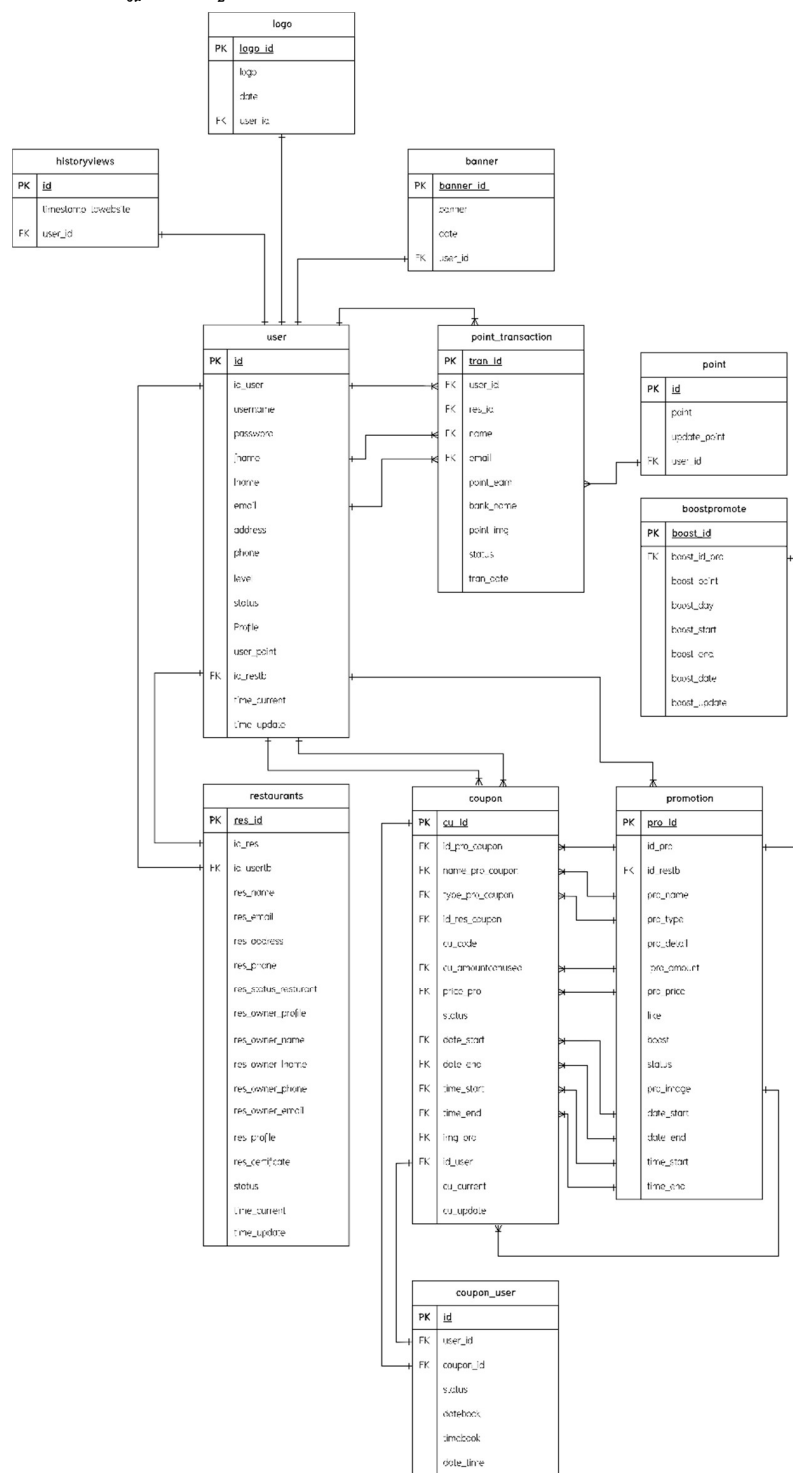 logo
PK logo_id
logo
date
FK user_id
historyviews
PK id
timestamp_towebsite
FK user_id
banner
PK banner_id
banner
date
FK user_id
user
PK id
id_user
username
password
fname
lname
email
address
phone
level
status
Profile
user_point
FK id_restb
time_current
time_update
point_transaction
PK tran_id
FK user_id
FK res_id
FK name
FK email
point_earn
bank_name
point_img
status
tran_date
point
PK id
point
update_point
FK user_id
boostpromote
PK boost_id
FK boost_id_pro
boost_point
boost_day
boost_start
boost_end
boost_date
boost_update
restaurants
PK res_id
id_res
FK id_usertb
res_name
res_email
res_address
res_phone
res_status_resturant
res_owner_profile
res_owner_name
res_owner_lname
res_owner_phone
res_owner_email
res_profile
res_certificate
status
time_current
time_update
coupon
PK cu_id
FK id_pro_coupon
FK name_pro_coupon
FK type_pro_coupon
FK id_res_coupon
cu_code
FK cu_amountcanused
FK price_pro
status
FK date_start
FK date_end
FK time_start
FK time_end
FK img_pro
FK id_user
cu_current
cu_update
promotion
PK pro_id
id_pro
FK id_restb
pro_name
pro_type
pro_detail
pro_amount
pro_price
like
boost
status
pro_image
date_start
date_end
time_start
time_end
coupon_user
PK id
FK user_id
FK coupon_id
status
datebook
timebook
date_time